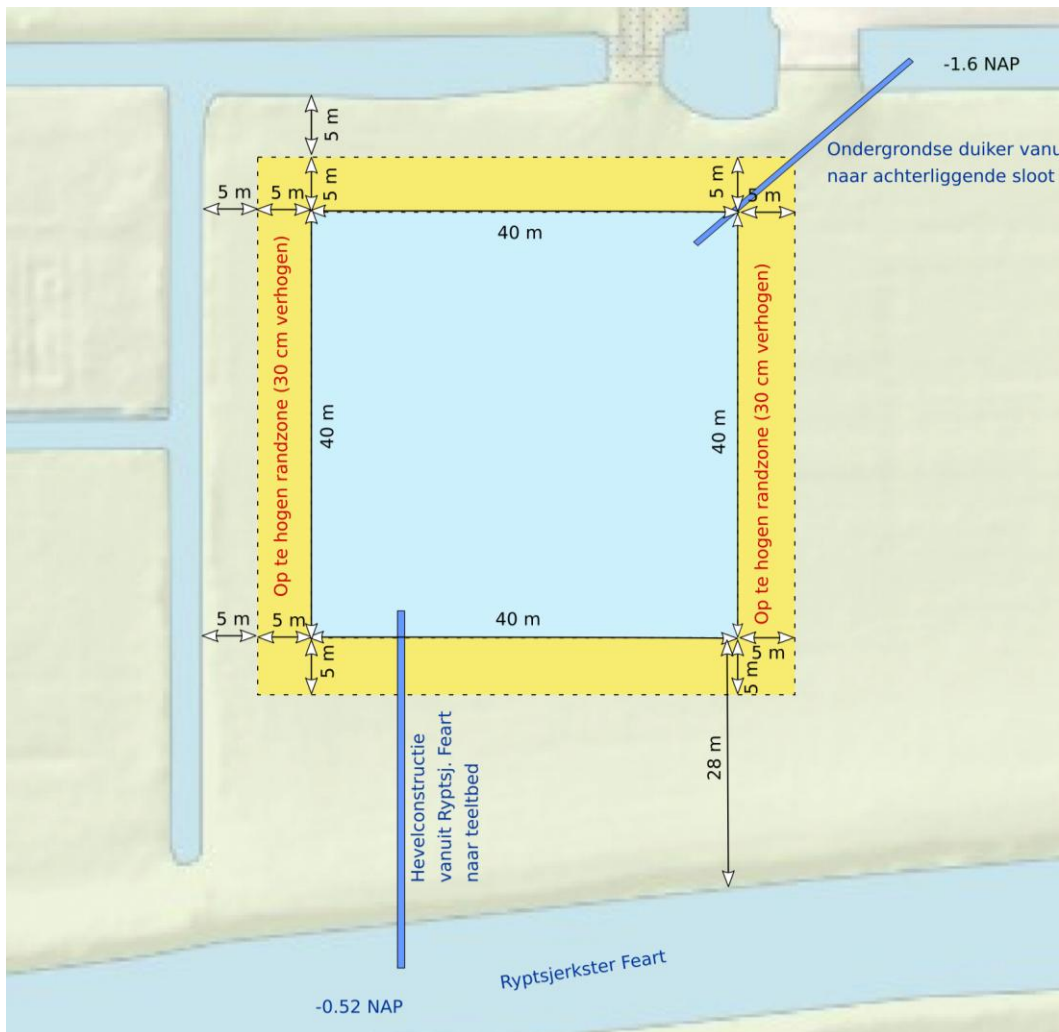 -1.6 NAP
Ondergrondse duiker vanu
naar achterliggende sloot
5 m
5 m
5 m
5 m
5 m
5 m
5 m
40 m
Op te hogen randzone (30 cm verhogen)
40 m
40 m
Op te hogen randzone (30 cm verhogen)
5 m
5 m
40 m
5 m
5 m
5 m
28 m
Hevelconstructie
vanuit Ryptsj. Feart
naar teeltbed
Ryptsjerkster Feart
-0.52 NAP